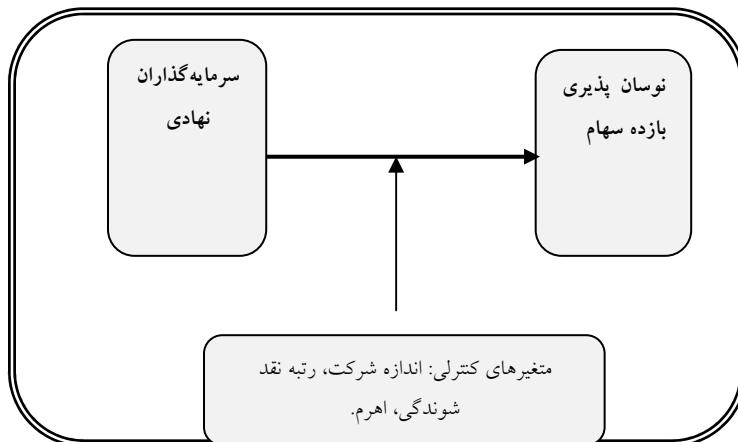 سرمایه‌گذاران
نهادی
نوسان پذیری
بازده سهام
متغیرهای کنترلی: اندازه شرکت، رتبه نقد
شوندگی، اهرم.